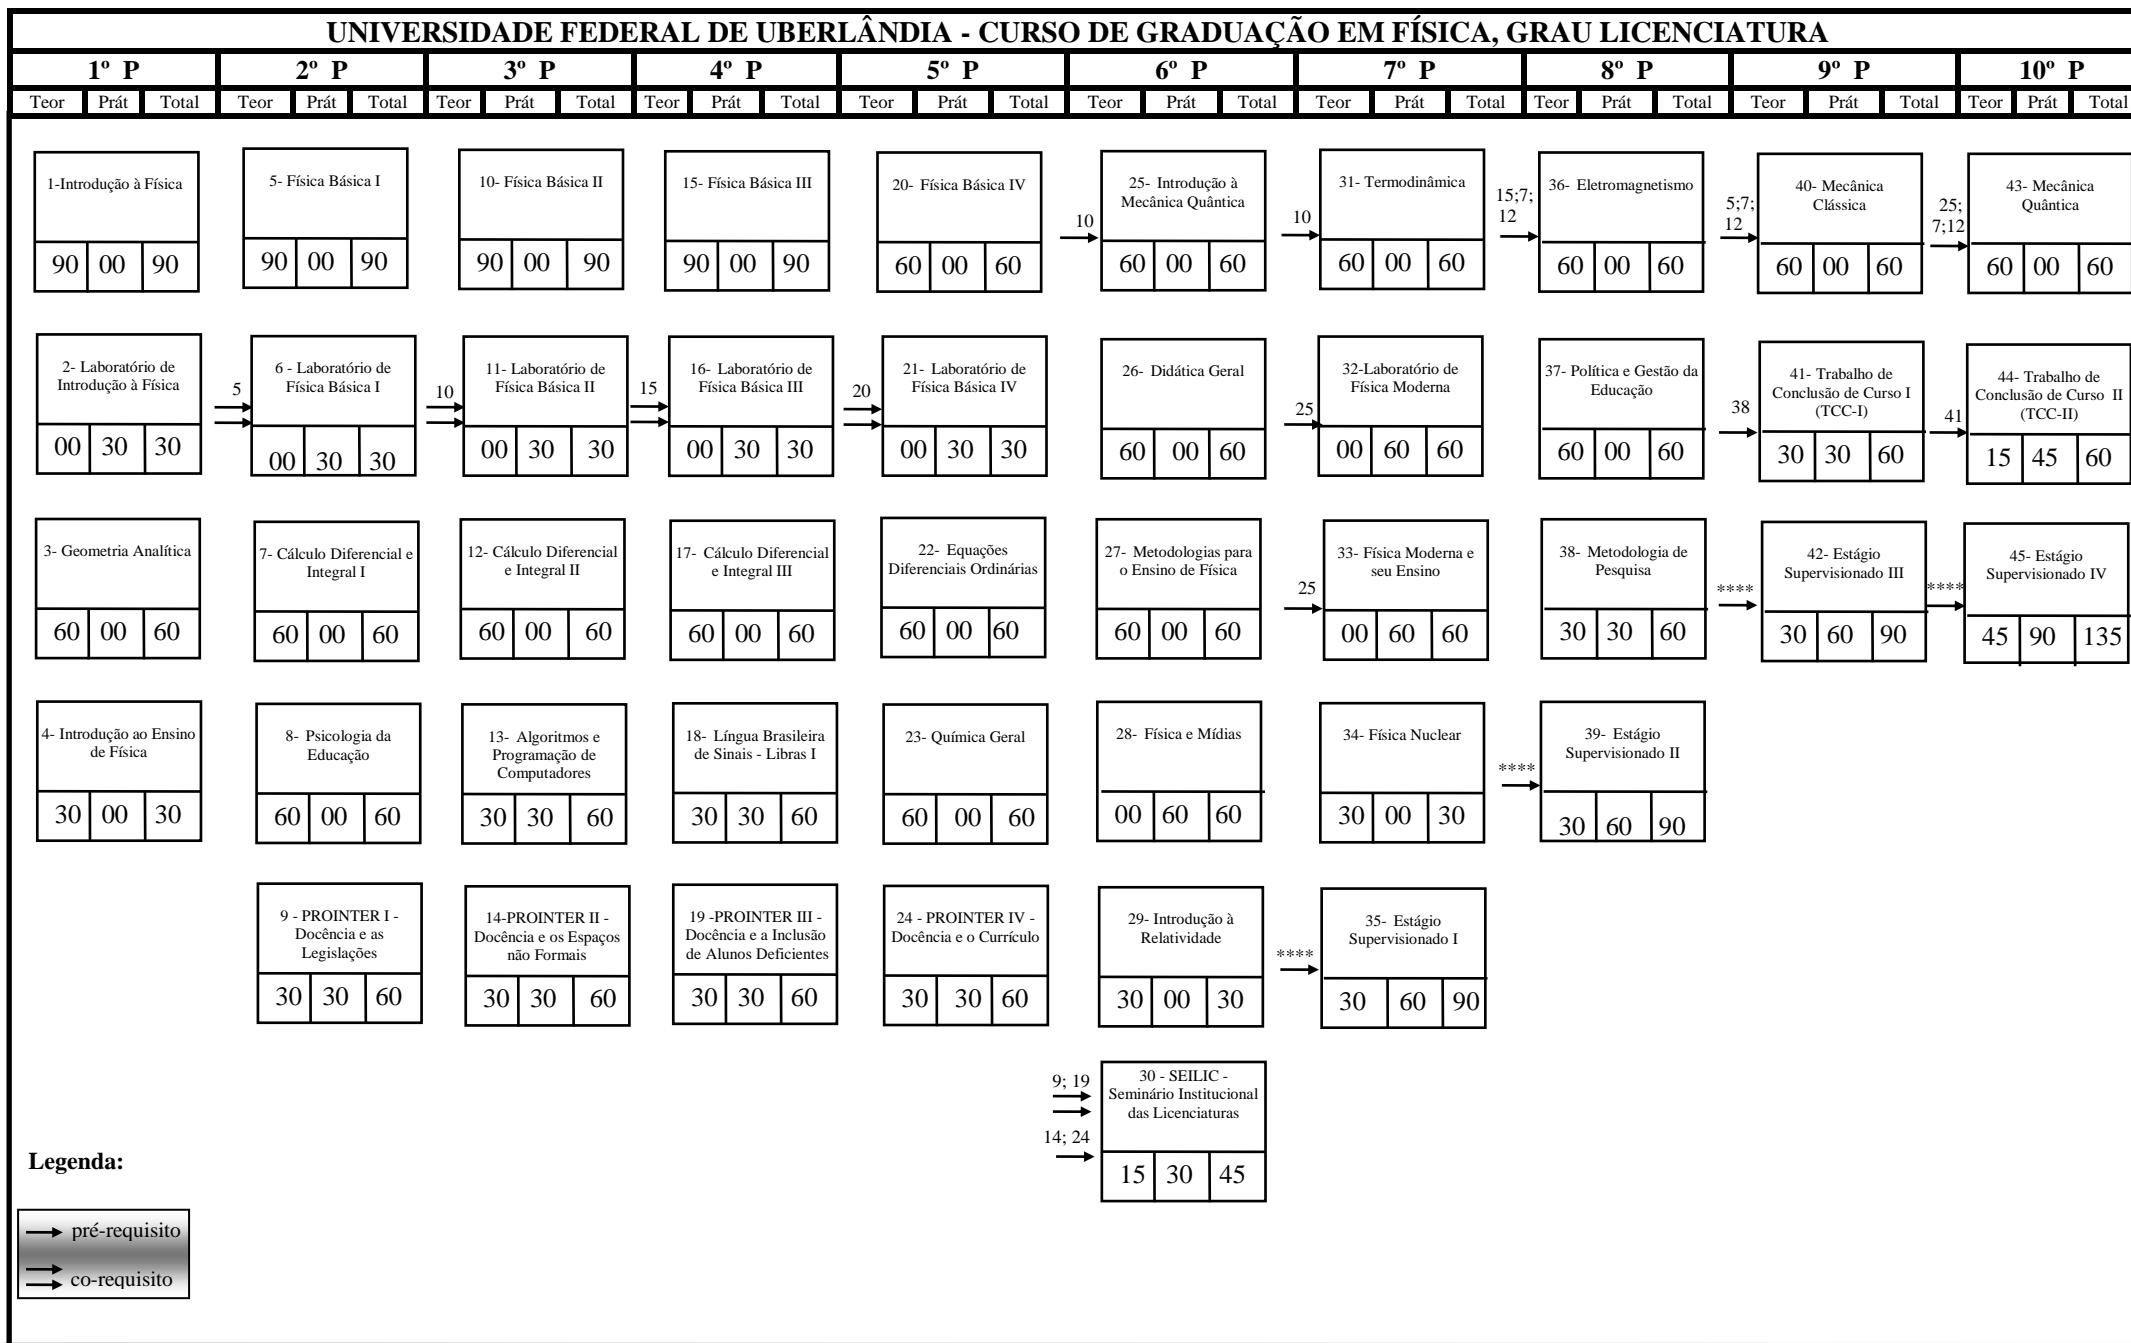 UNIVERSIDADE FEDERAL DE UBERLÂNDIA - CURSO DE GRADUAÇÃO EM FÍSICA, GRAU LICENCIATURA
1º P 2º P 3º P 4º P 5º P 6º P 7º P 8º P 9º P 10º P
Teor Prát Total Teor Prát Total Teor Prát Total Teor Prát Total Teor Prát Total Teor Prát Total Teor Prát Total Teor Prát Total Teor Prát Total Teor Prát Total
1-Introdução à Física
90 00 90
5- Física Básica I
90 00 90
10- Física Básica II
90 00 90
15- Física Básica III
90 00 90
20- Física Básica IV
60 00 60
10
25- Introdução à
Mecânica Quântica
60 00 60
10
31- Termodinâmica
60 00 60
15;7;
12
36- Eletromagnetismo
60 00 60
5;7;
12
40- Mecânica
Clássica
60 00 60
25;
7;12
43- Mecânica
Quântica
60 00 60
2- Laboratório de
Introdução à Física
00 30 30
5
6 - Laboratório de
Física Básica I
00 30 30
10
11- Laboratório de
Física Básica II
00 30 30
15
16- Laboratório de
Física Básica III
00 30 30
20
21- Laboratório de
Física Básica IV
00 30 30
26- Didática Geral
60 00 60
25
32-Laboratório de
Física Moderna
00 60 60
37- Política e Gestão da
Educação
60 00 60
38
41- Trabalho de
Conclusão de Curso I
(TCC-I)
30 30 60
41
44- Trabalho de
Conclusão de Curso II
(TCC-II)
15 45 60
3- Geometria Analítica
60 00 60
7- Cálculo Diferencial e
Integral I
60 00 60
12- Cálculo Diferencial
e Integral II
60 00 60
17- Cálculo Diferencial
e Integral III
60 00 60
22- Equações
Diferenciais Ordinárias
60 00 60
27- Metodologias para
o Ensino de Física
60 00 60
25
33- Física Moderna e
seu Ensino
00 60 60
38- Metodologia de
Pesquisa
30 30 60
****
42- Estágio
Supervisionado III
30 60 90
****
45- Estágio
Supervisionado IV
45 90 135
4- Introdução ao Ensino
de Física
30 00 30
8- Psicologia da
Educação
60 00 60
13- Algoritmos e
Programação de
Computadores
30 30 60
18- Língua Brasileira
de Sinais - Libras I
30 30 60
23- Química Geral
60 00 60
28- Física e Mídias
00 60 60
34- Física Nuclear
30 00 30
****
39- Estágio
Supervisionado II
30 60 90
9 - PROINTER I -
Docência e as
Legislações
30 30 60
14-PROINTER II -
Docência e os Espaços
não Formais
30 30 60
19 -PROINTER III -
Docência e a Inclusão
de Alunos Deficientes
30 30 60
24 - PROINTER IV -
Docência e o Currículo
30 30 60
29- Introdução à
Relatividade
30 00 30
****
35- Estágio
Supervisionado I
30 60 90
9; 19
14; 24
30 - SEILIC -
Seminário Institucional
das Licenciaturas
15 30 45
Legenda:
pré-requisito
co-requisito